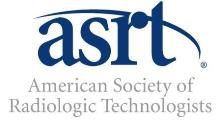 asrt®
American Society of
Radiologic Technologists